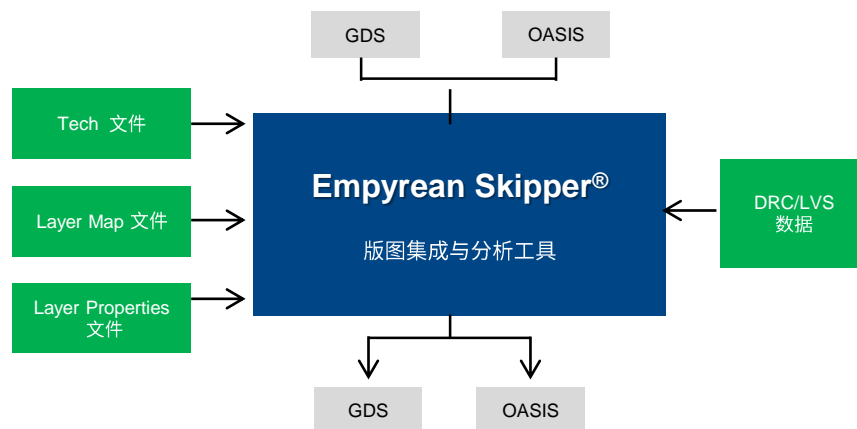 GDS
OASIS
Tech 文件
Layer Map 文件
Layer Properties
文件
Empyrean Skipper®
版图集成与分析工具
DRC/LVS
数据
GDS
OASIS